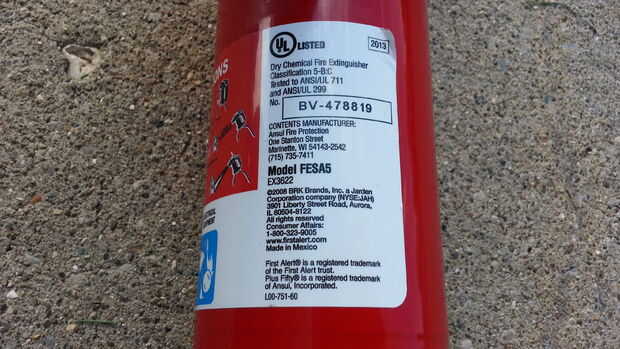 ONS
UL LISTED
2013
Dry Chemical Fire Extinguisher
Classification 5-B:C
Tested to ANSI/UL 711
and ANSI/UL 299
No. BV-478819
CONTENTS MANUFACTURER:
Ansul Fire Protection
One Stanton Street
Marinette, WI 54143-2542
(715) 735-7411
Model FESA5
EX3622
©2008 BRK Brands, Inc. a Jarden
Corporation company (NYSE:JAH)
3901 Liberty Street Road, Aurora,
IL 60504-8122
All rights reserved
Consumer Affairs:
1-800-323-9005
www.firstalert.com
Made in Mexico
First Alert® is a registered trademark
of the First Alert trust.
Plus Fifty® is a registered trademark
of Ansul, Incorporated.
L00-751-60